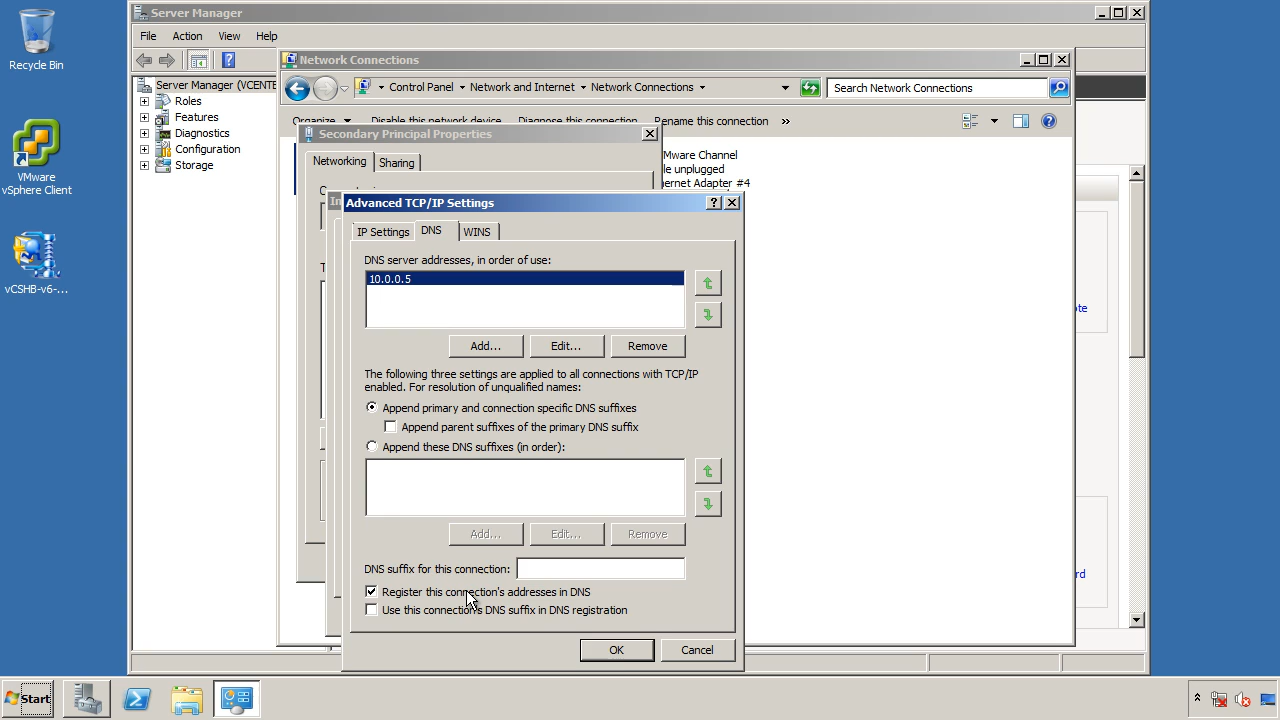 Recycle Bin
VMware
vSphere Client
vCSHB-v6-...
Server Manager
File Action View Help
Server Manager (VCENTE
Roles
Features
Diagnostics
Configuration
Storage
Network Connections
Control Panel Network and Internet Network Connections
Search Network Connections
Organize Disable this network device Diagnose this connection Rename this connection »
Secondary Principal Properties
Networking Sharing
Mware Channel
le unplugged
ernet Adapter #4
Advanced TCP/IP Settings
IP Settings DNS WINS
DNS server addresses, in order of use:
10.0.0.5
Add... Edit... Remove
The following three settings are applied to all connections with TCP/IP
enabled. For resolution of unqualified names:
Append primary and connection specific DNS suffixes
Append parent suffixes of the primary DNS suffix
Append these DNS suffixes (in order):
Add... Edit... Remove
DNS suffix for this connection:
Register this connection's addresses in DNS
Use this connection's DNS suffix in DNS registration
OK Cancel
ote
rd
Start